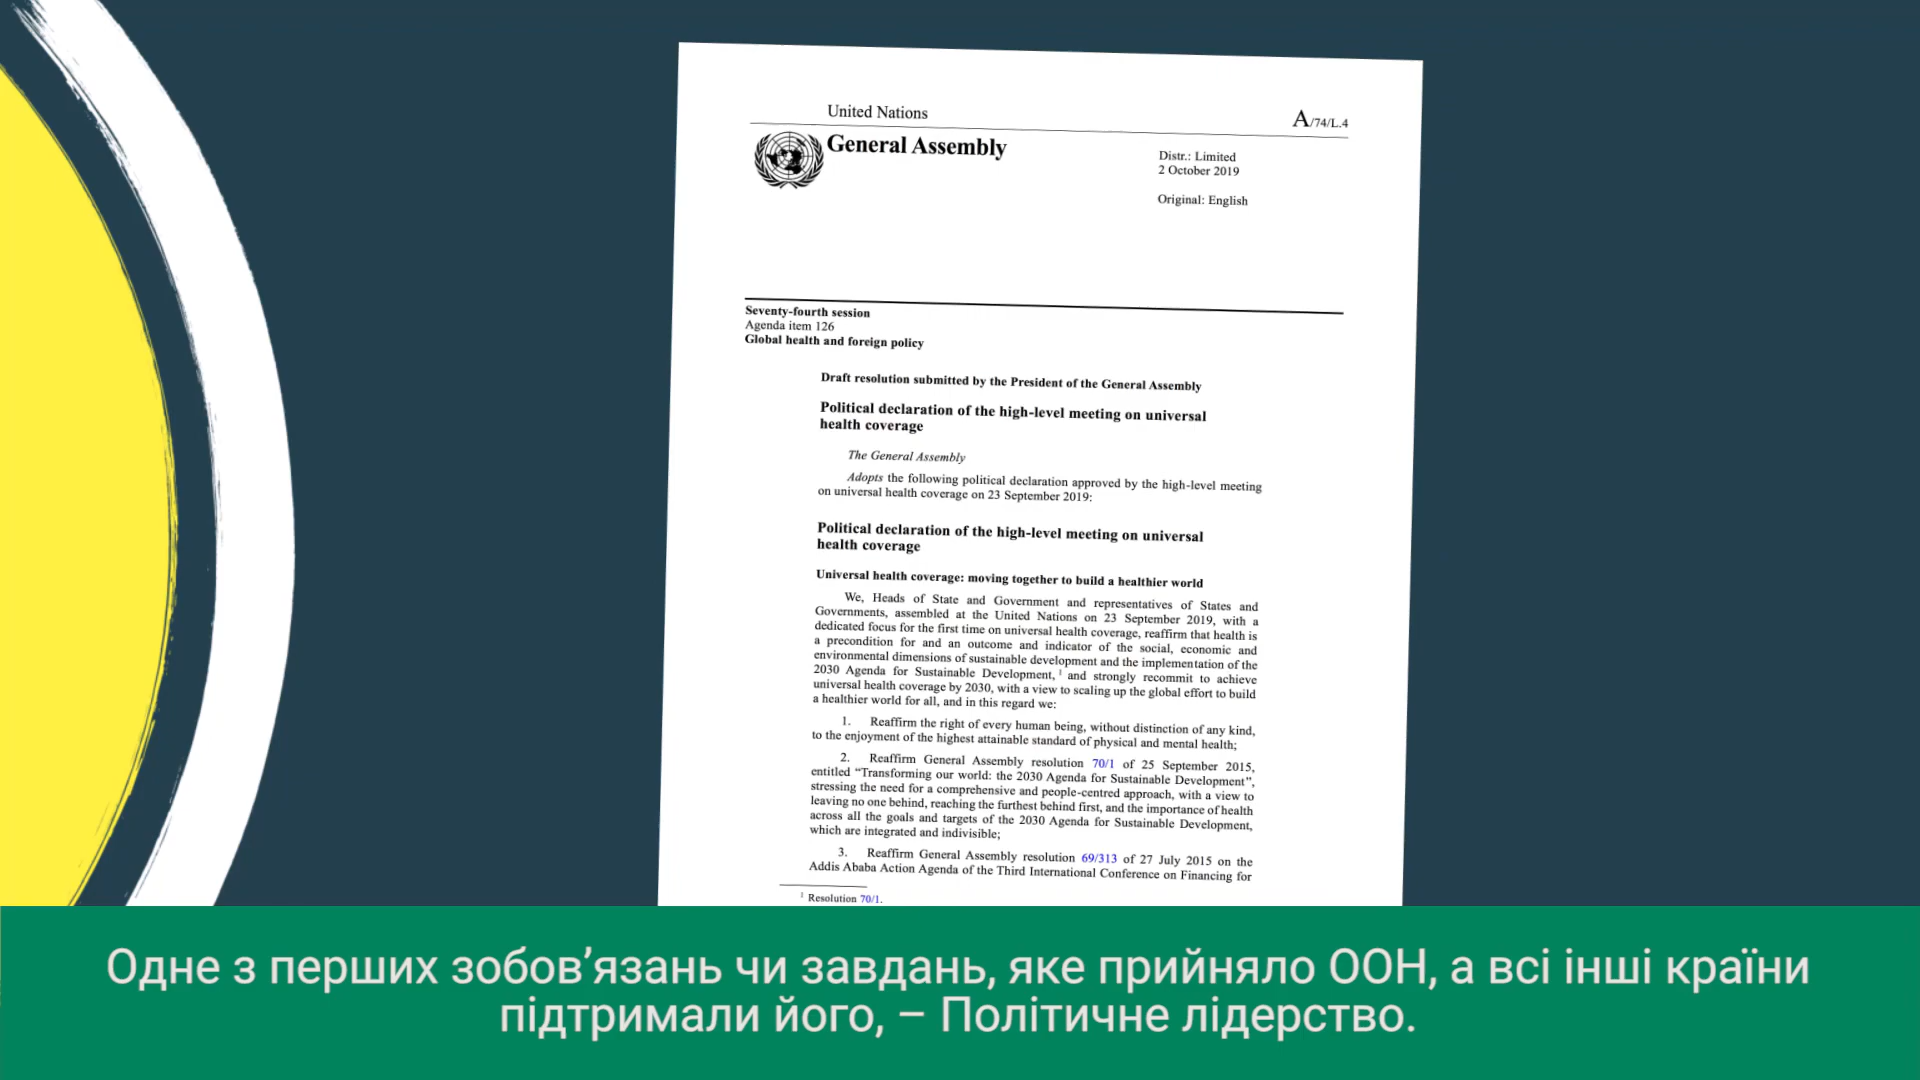 United Nations
A/74/L.4
General Assembly
Distr.: Limited
2 October 2019
Original: English
Seventy-fourth session
Agenda item 126
Global health and foreign policy
Draft resolution submitted by the President of the General Assembly
Political declaration of the high-level meeting on universal
health coverage
The General Assembly
Adopts the following political declaration approved by the high-level meeting
on universal health coverage on 23 September 2019:
Political declaration of the high-level meeting on universal
health coverage
Universal health coverage: moving together to build a healthier world
We, Heads of State and Government and representatives of States and
Governments, assembled at the United Nations on 23 September 2019, with a
dedicated focus for the first time on universal health coverage, reaffirm that health is
a precondition for and an outcome and indicator of the social, economic and
environmental dimensions of sustainable development and the implementation of the
2030 Agenda for Sustainable Development, 1 and strongly recommit to achieve
universal health coverage by 2030, with a view to scaling up the global effort to build
a healthier world for all, and in this regard we:
1. Reaffirm the right of every human being, without distinction of any kind,
to the enjoyment of the highest attainable standard of physical and mental health;
2. Reaffirm General Assembly resolution 70/1 of 25 September 2015,
entitled “Transforming our world: the 2030 Agenda for Sustainable Development”,
stressing the need for a comprehensive and people-centred approach, with a view to
leaving no one behind, reaching the furthest behind first, and the importance of health
across all the goals and targets of the 2030 Agenda for Sustainable Development,
which are integrated and indivisible;
3. Reaffirm General Assembly resolution 69/313 of 27 July 2015 on the
Addis Ababa Action Agenda of the Third International Conference on Financing for
1 Resolution 70/1.
Одне з перших зобов’язань чи завдань, яке прийняло ООН, а всі інші країни
підтримали його, – Політичне лідерство.